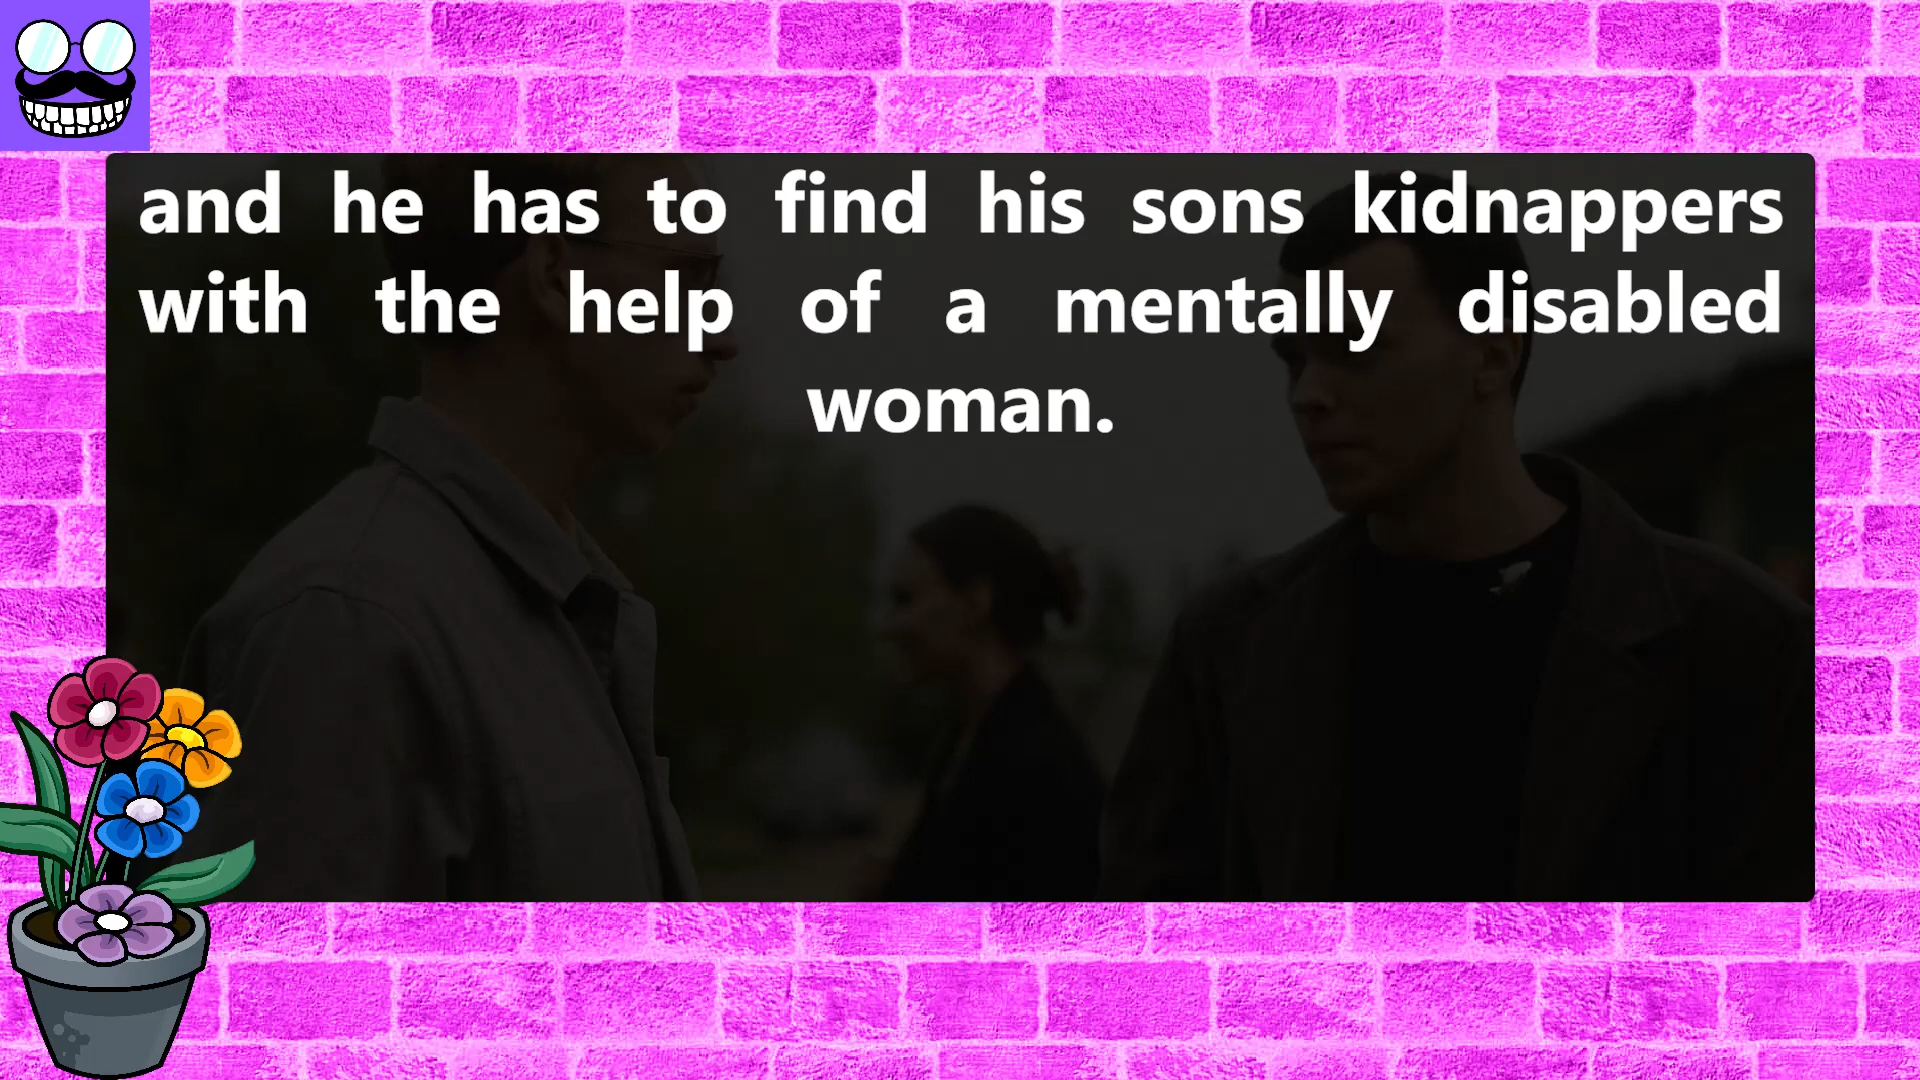 and he has to find his sons kidnappers
with the help of a mentally disabled
woman.